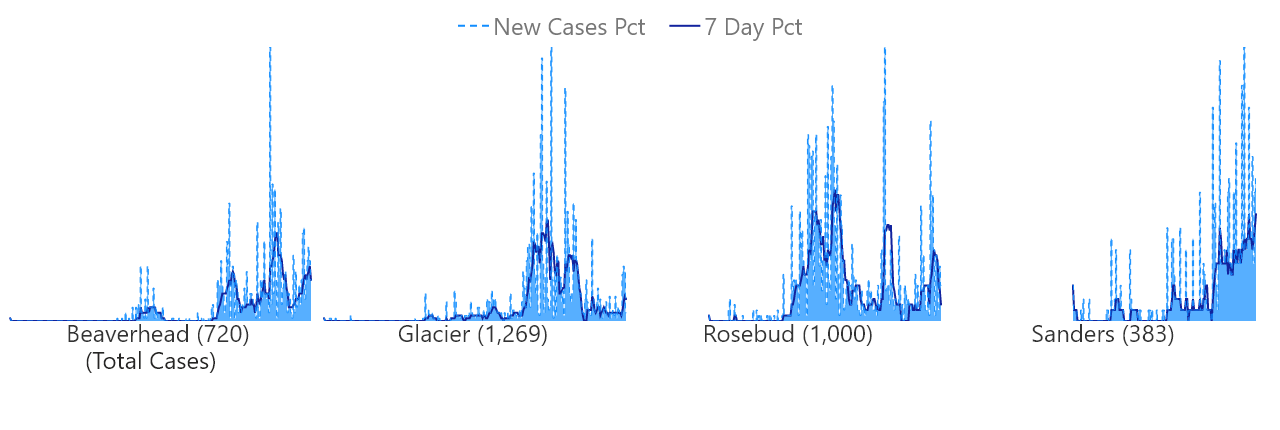 New Cases Pct 7 Day Pct
Beaverhead (720) Glacier (1,269) Rosebud (1,000) Sanders (383)
(Total Cases)